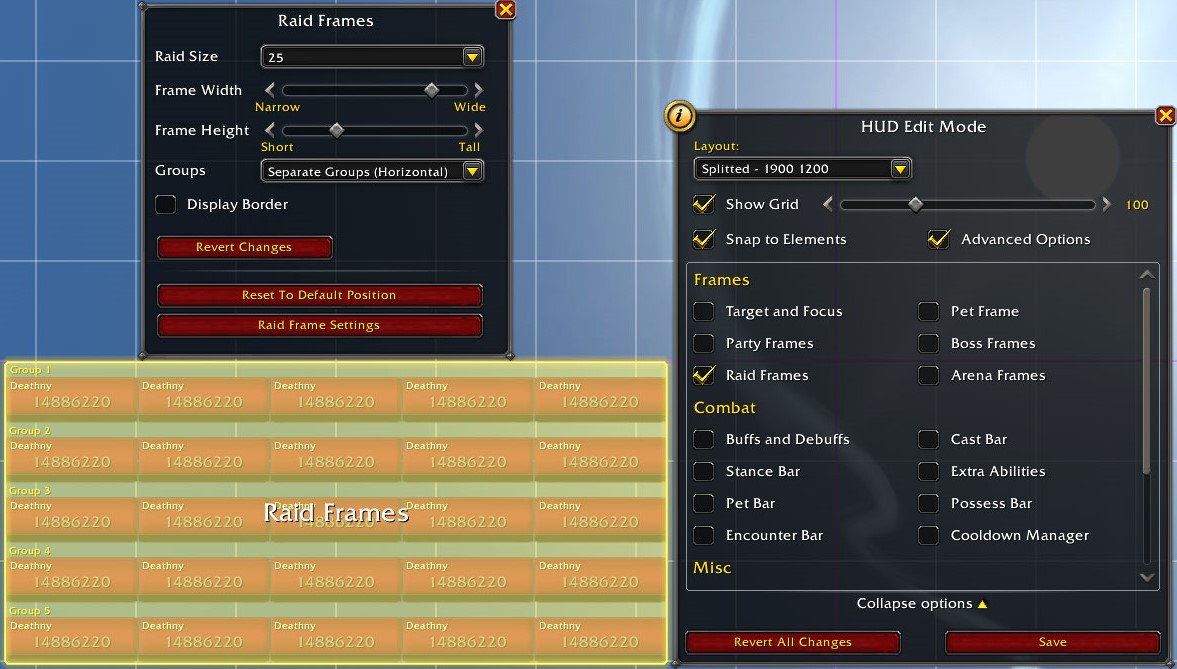 Raid Frames
Raid Size
25
Frame Width
Narrow Wide
Frame Height
Short Tall
Groups
Separate Groups (Horizontal)
Display Border
Revert Changes
Reset To Default Position
Raid Frame Settings
Group 1
Deathny Deathny Deathny Deathny Deathny
14886220 14886220 14886220 14886220 14886220
Group 2
Deathny Deathny Deathny Deathny Deathny
14886220 14886220 14886220 14886220 14886220
Group 3
Deathny Deathny Deathny Deathny Deathny
Raid Frames
14886220 14886220 14886220 14886220 14886220
Group 4
Deathny Deathny Deathny Deathny Deathny
14886220 14886220 14886220 14886220 14886220
Group 5
Deathny Deathny Deathny Deathny Deathny
14886220 14886220 14886220 14886220 14886220
i
HUD Edit Mode
Layout:
Splitted - 1900 1200
Show Grid 100
Snap to Elements Advanced Options
Frames
Target and Focus Pet Frame
Party Frames Boss Frames
Raid Frames Arena Frames
Combat
Buffs and Debuffs Cast Bar
Stance Bar Extra Abilities
Pet Bar Possess Bar
Encounter Bar Cooldown Manager
Misc
Collapse options
Revert All Changes Save